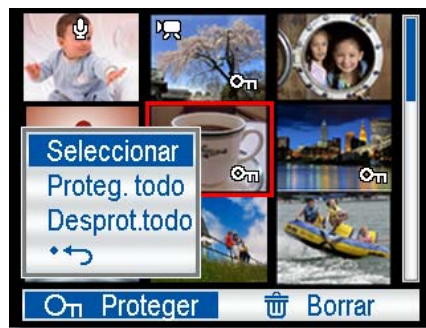 Seleccionar
Proteg. todo
Desprot.todo
Proteger
Borrar